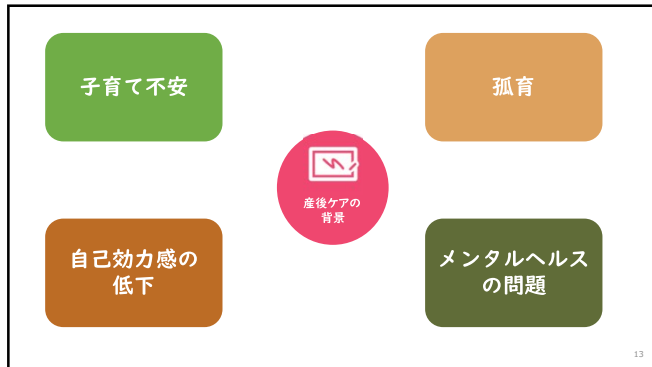 子育て不安
孤育
産後ケアの
背景
自己効力感の
低下
メンタルヘルス
の問題
13